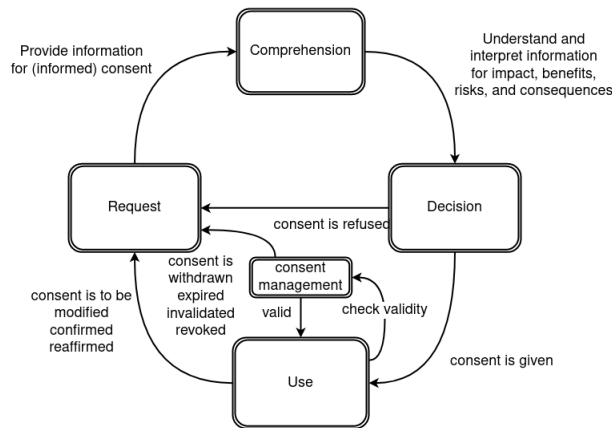 Provide information
for (informed) consent
Comprehension
Understand and
interpret information
for impact, benefits,
risks, and consequences
Request
Decision
consent is refused
consent is
withdrawn
expired
invalidated
revoked
consent
management
consent is to be
modified
confirmed
reaffirmed
valid
check validity
consent is given
Use